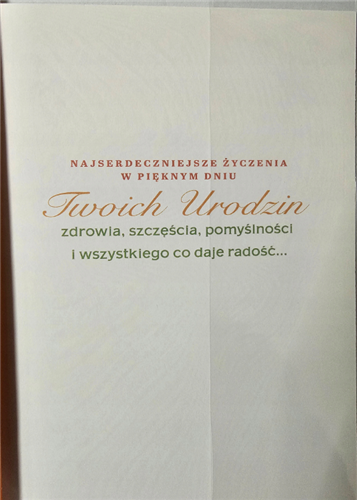 NAJSERDECZNIEJSZE ŻYCZENIA
W PIĘKNYM DNIU
Twoich Urodzin
zdrowia, szczęścia, pomyślności
i wszystkiego co daje radość...